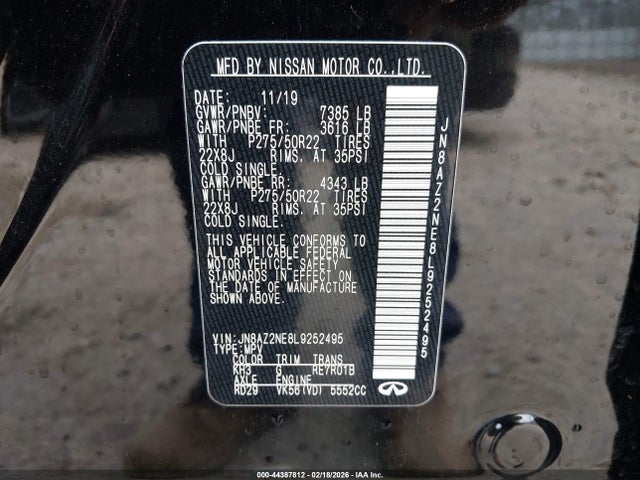 MFD BY NISSAN MOTOR CO.,LTD.
DATE: 11/19
GVWR/PNBV: 7385 LB
GAWR/PNBE FR: 3616 LB
WITH P275/50R22 TIRES
22X8J RIMS. AT 35PSI
COLD SINGLE.
GAWR/PNBE RR: 4343 LB
WITH P275/50R22 TIRES
22X8J RIMS. AT 35PSI
COLD SINGLE.
THIS VEHICLE CONFORMS TO
ALL APPLICABLE FEDERAL
MOTOR VEHICLE SAFETY
STANDARDS IN EFFECT ON
THE DATE OF MANUFACTURE
SHOWN ABOVE.
VIN: JN8AZ2NE8L9252495
TYPE: MPV
COLOR TRIM TRANS
KH3 G RE7R01B
AXLE ENGINE
RD29 VK56(VD) 5552CC
JN8AZ2NE8L9252495
000-44387812 - 02/18/2026 - IAA Inc.